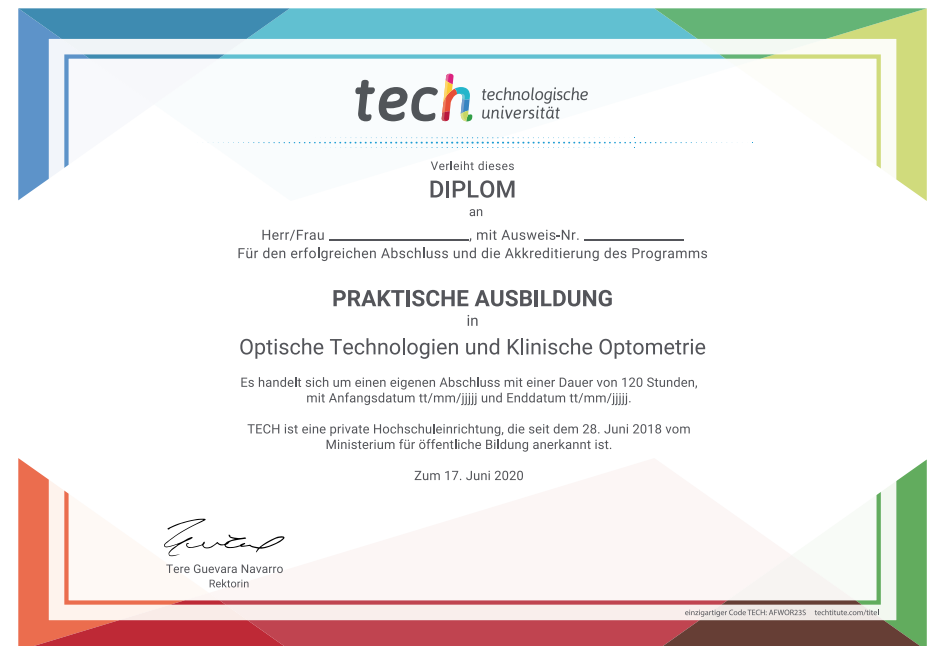 tech technologische
universität
Verleiht dieses
DIPLOM
an
Herr/Frau ____________, mit Ausweis-Nr. ____________
Für den erfolgreichen Abschluss und die Akkreditierung des Programms
PRAKTISCHE AUSBILDUNG
in
Optische Technologien und Klinische Optometrie
Es handelt sich um einen eigenen Abschluss mit einer Dauer von 120 Stunden,
mit Anfangsdatum tt/mm/jjjjj und Enddatum tt/mm/jjjjj.
TECH ist eine private Hochschuleinrichtung, die seit dem 28. Juni 2018 vom
Ministerium für öffentliche Bildung anerkannt ist.
Zum 17. Juni 2020
Tere Guevara Navarro
Rektorin
einzigartiger Code TECH: AFWOR23S techtitute.com/titel